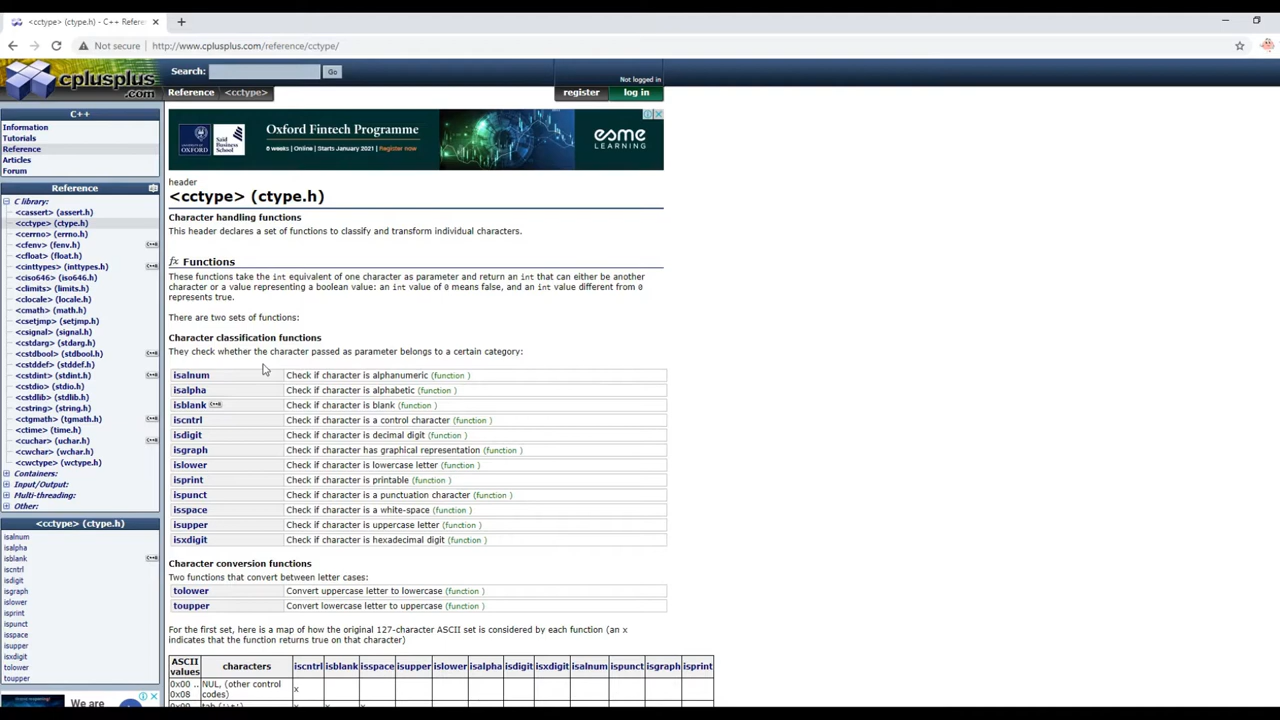 <cctype> (ctype.h) - C++ Refere
Not secure
http://www.cplusplus.com/reference/cctype/
cplusplus
.com
Search:
Go
Not logged in
Reference
<cctype>
register
log in
C++
Information
Tutorials
Reference
Articles
Forum
Reference
C library:
<cassert> (assert.h)
<cctype> (ctype.h)
<cerrno> (errno.h)
<cfenv> (fenv.h)
<cfloat> (float.h)
<cinttypes> (inttypes.h)
<ciso646> (iso646.h)
<climits> (limits.h)
<clocale> (locale.h)
<cmath> (math.h)
<csetjmp> (setjmp.h)
<csignal> (signal.h)
<cstdarg> (stdarg.h)
<cstdbool> (stdbool.h)
<cstddef> (stddef.h)
<cstdint> (stdint.h)
<cstdio> (stdio.h)
<cstdlib> (stdlib.h)
<cstring> (string.h)
<ctgmath> (tgmath.h)
<ctime> (time.h)
<cuchar> (uchar.h)
<cwchar> (wchar.h)
<cwctype> (wctype.h)
Containers:
Input/Output:
Multi-threading:
Other:
<cctype> (ctype.h)
isalnum
isalpha
isblank
iscntrl
isdigit
isgraph
islower
isprint
ispunct
isspace
isupper
isxdigit
tolower
toupper
We are
Oxford Fintech Programme
6 weeks | Online | Starts January 2021 | Register now
esme
LEARNING
header
<cctype> (ctype.h)
Character handling functions
This header declares a set of functions to classify and transform individual characters.
fx Functions
These functions take the int equivalent of one character as parameter and return an int that can either be another
character or a value representing a boolean value: an int value of 0 means false, and an int value different from 0
represents true.
There are two sets of functions:
Character classification functions
They check whether the character passed as parameter belongs to a certain category:
isalnum Check if character is alphanumeric (function )
isalpha Check if character is alphabetic (function )
isblank Check if character is blank (function )
iscntrl Check if character is a control character (function )
isdigit Check if character is decimal digit (function )
isgraph Check if character has graphical representation (function )
islower Check if character is lowercase letter (function )
isprint Check if character is printable (function )
ispunct Check if character is a punctuation character (function )
isspace Check if character is a white-space (function )
isupper Check if character is uppercase letter (function )
isxdigit Check if character is hexadecimal digit (function )
Character conversion functions
Two functions that convert between letter cases:
tolower Convert uppercase letter to lowercase (function )
toupper Convert lowercase letter to uppercase (function )
For the first set, here is a map of how the original 127-character ASCII set is considered by each function (an x
indicates that the function returns true on that character)
ASCII values characters iscntrl isblank isspace isupper islower isalpha isdigit isxdigit isalnum ispunct isgraph isprint
0x00 .. 0x08 NUL, (other control codes) x